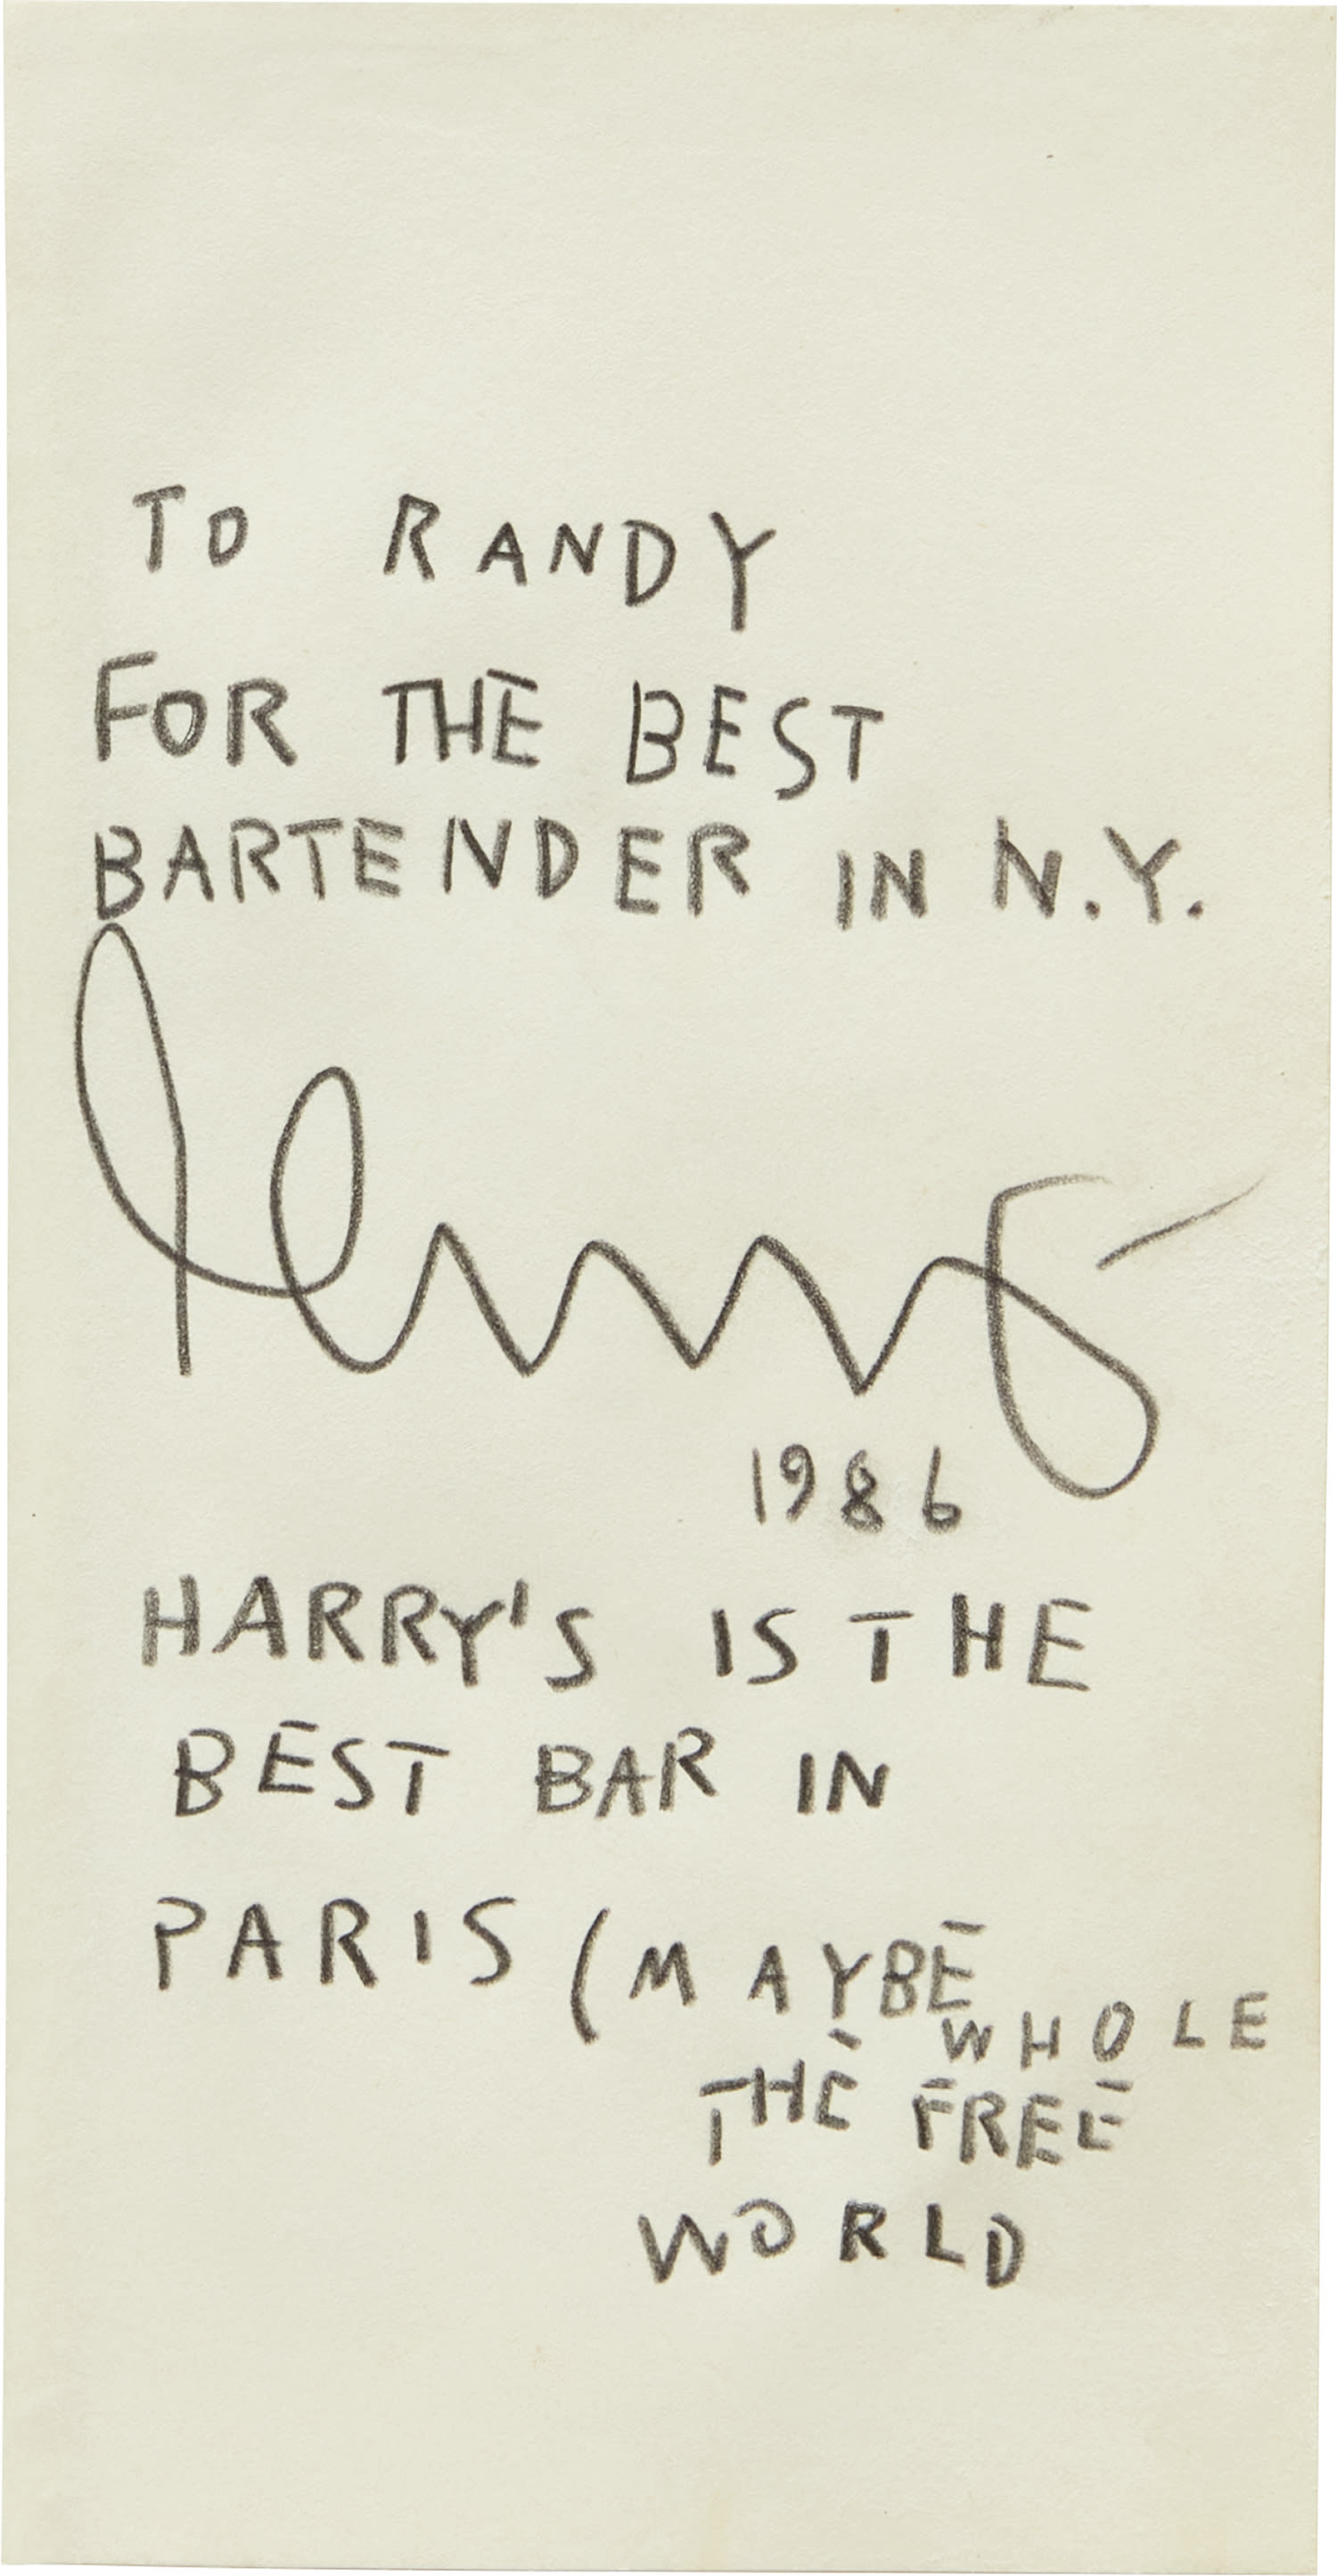 TO RANDY
FOR THE BEST
BARTENDER IN N.Y.
1986
HARRY'S IS THE
BEST BAR IN
PARIS (MAYBE
WHOLE
THE FREE
WORLD